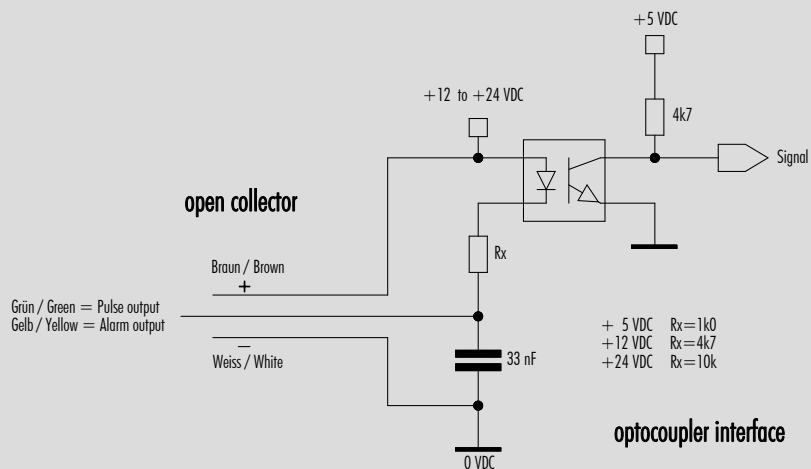 +5 VDC
+12 to +24 VDC
4k7
Signal
open collector
Rx
Braun / Brown
+
Grün / Green = Pulse output
Gelb / Yellow = Alarm output
–
Weiss / White
33 nF
+ 5 VDC Rx=1k0
+12 VDC Rx=4k7
+24 VDC Rx=10k
optocoupler interface
0 VDC